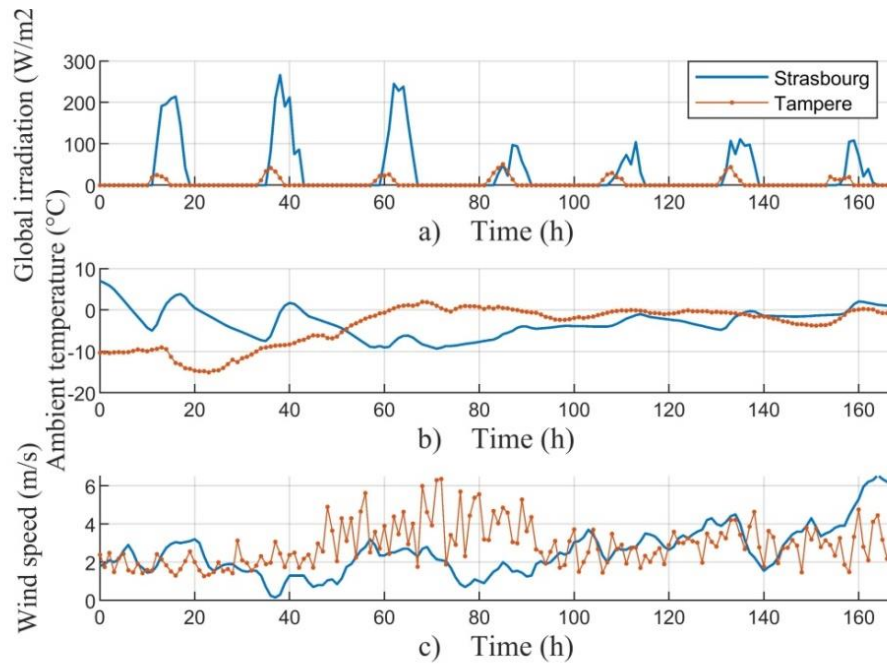 Global irradiation (W/m2
300
200
100
0
Strasbourg
Tampere
0 20 40 60 80 100 120 140 160
a) Time (h)
Ambient temperature (°C)
10
0
-10
-20
0 20 40 60 80 100 120 140 160
b) Time (h)
Wind speed (m/s)
6
4
2
0
0 20 40 60 80 100 120 140 160
c) Time (h)